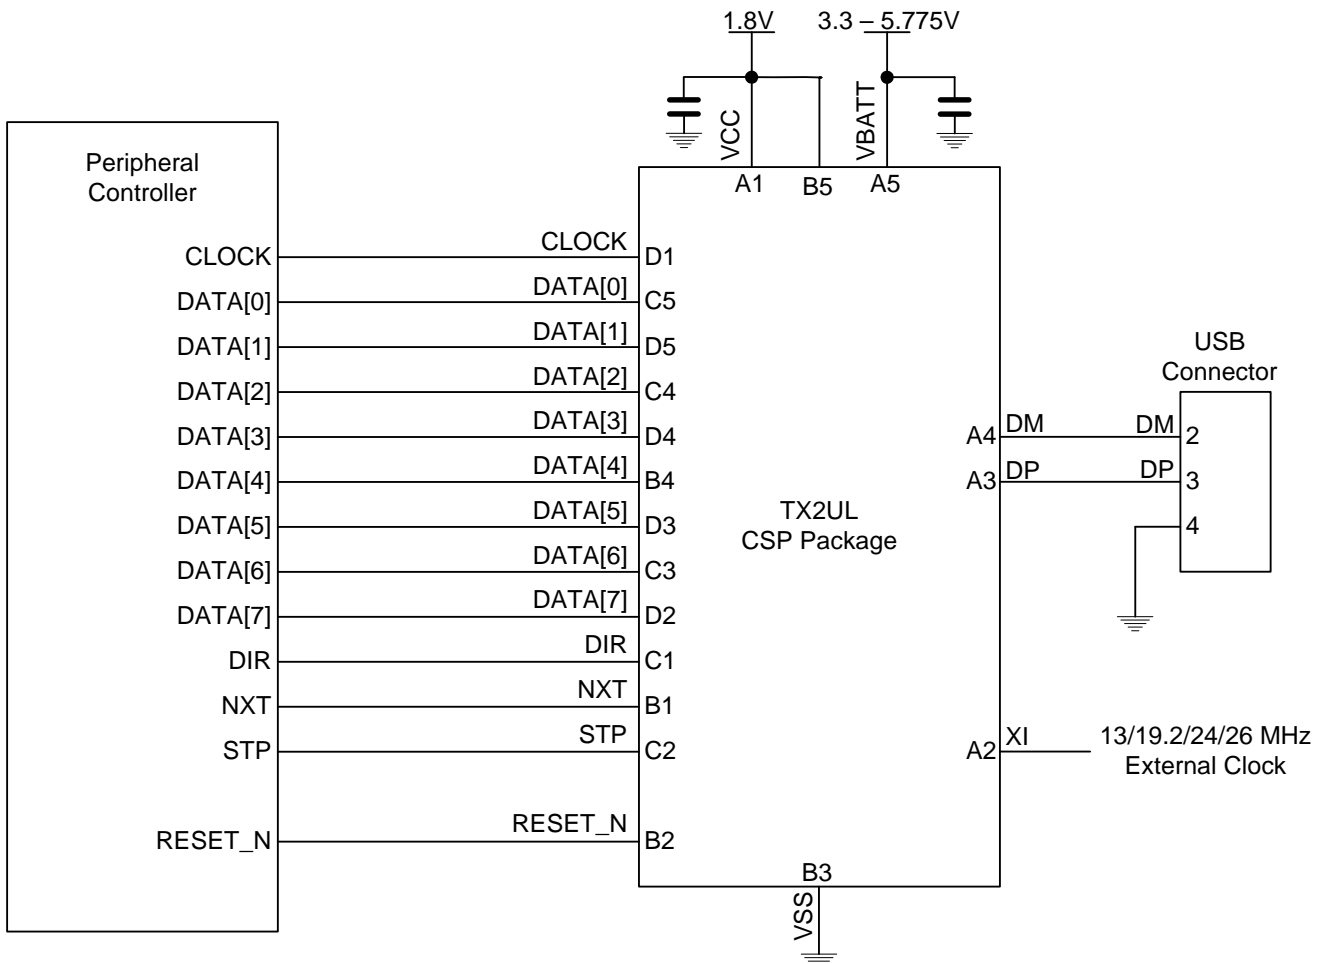 1.8V
3.3 – 5.775V
VCC
VBATT
A1
B5
A5
Peripheral
Controller
CLOCK
DATA[0]
DATA[1]
DATA[2]
DATA[3]
DATA[4]
DATA[5]
DATA[6]
DATA[7]
DIR
NXT
STP
RESET_N
CLOCK
DATA[0]
DATA[1]
DATA[2]
DATA[3]
DATA[4]
DATA[5]
DATA[6]
DATA[7]
DIR
NXT
STP
RESET_N
D1
C5
D5
C4
D4
B4
D3
C3
D2
C1
B1
C2
B2
TX2UL
CSP Package
A4
A3
A2
DM
DP
XI
DM
DP
USB
Connector
2
3
4
13/19.2/24/26 MHz
External Clock
B3
VSS